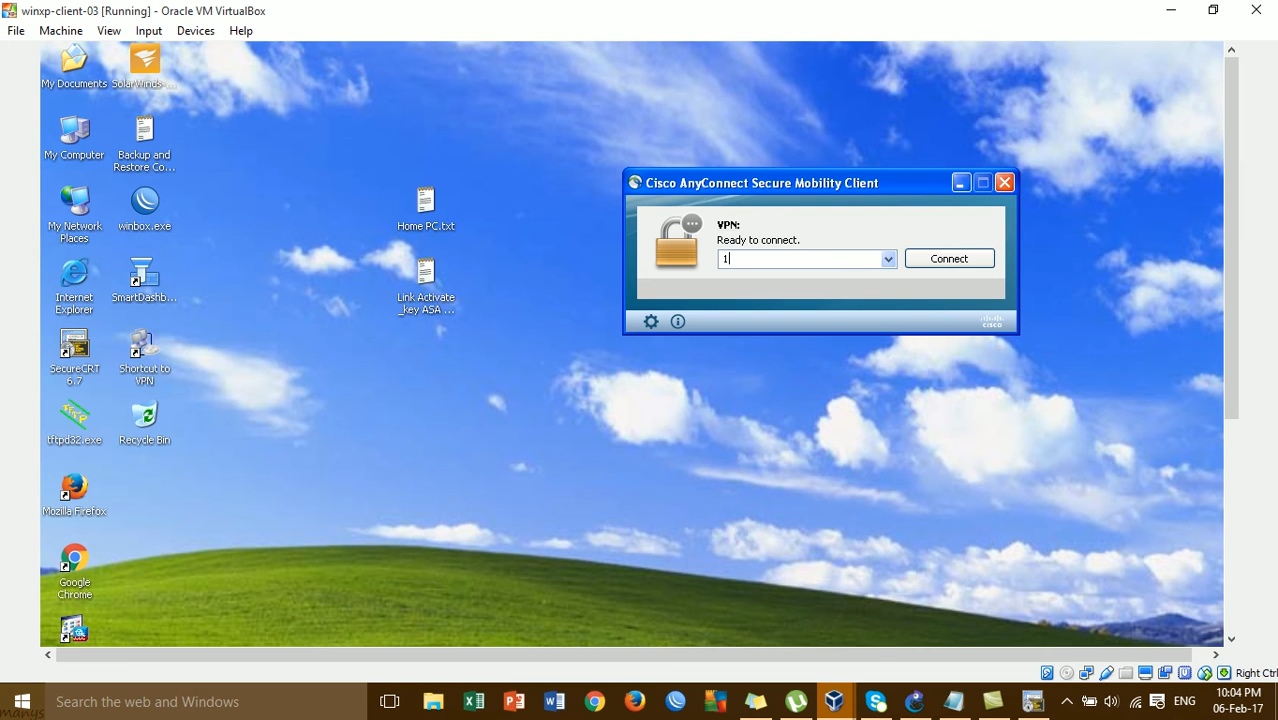 winxp-client-03 [Running] - Oracle VM VirtualBox
File Machine View Input Devices Help
My Documents
SolarWinds-...
My Computer
Backup and
Restore Co...
My Network
Places
winbox.exe
Home PC.txt
Internet
Explorer
SmartDashb...
Link Activate
_key ASA ...
SecureCRT
6.7
Shortcut to
VPN
tftpd32.exe
Recycle Bin
Mozilla Firefox
Google
Chrome
Cisco AnyConnect Secure Mobility Client
VPN:
Ready to connect.
1
Connect
cisco
Right Ctrl
Search the web and Windows
ENG
10:04 PM
06-Feb-17